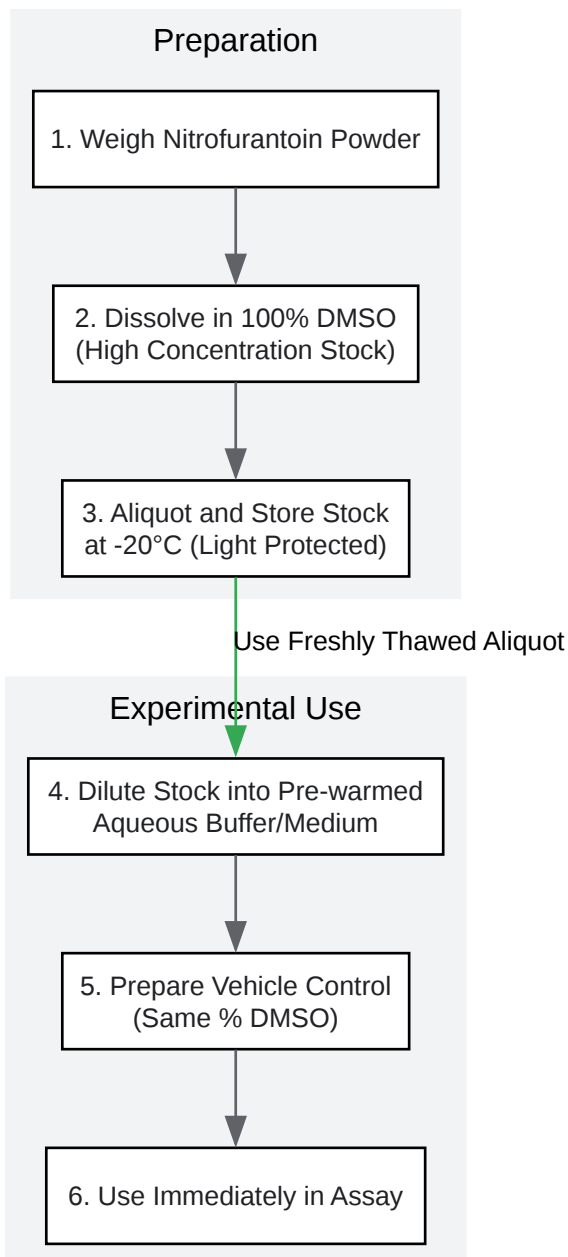 Preparation
1. Weigh Nitrofurantoin Powder
2. Dissolve in 100% DMSO
(High Concentration Stock)
3. Aliquot and Store Stock
at -20°C (Light Protected)
Use Freshly Thawed Aliquot
Experimental Use
4. Dilute Stock into Pre-warmed
Aqueous Buffer/Medium
5. Prepare Vehicle Control
(Same % DMSO)
6. Use Immediately in Assay